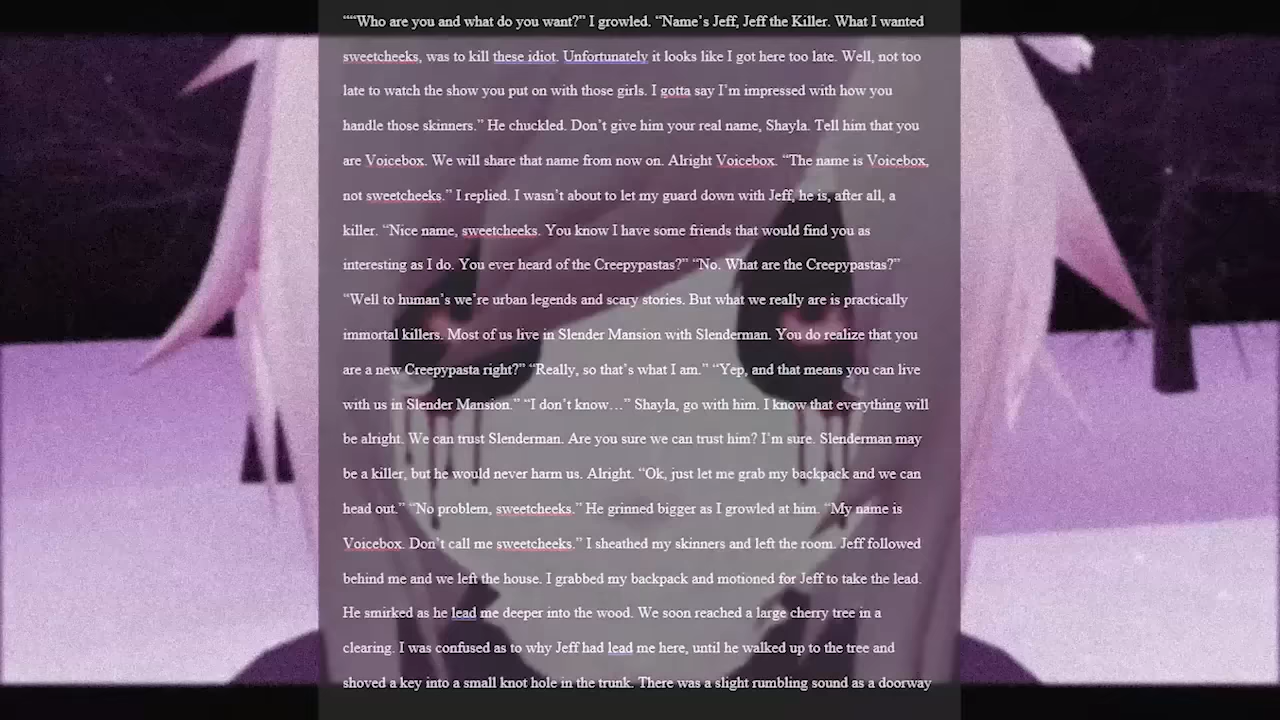 ““Who are you and what do you want?” I growled. “Name’s Jeff, Jeff the Killer. What I wanted
sweetcheeks, was to kill these idiot. Unfortunately it looks like I got here too late. Well, not too
late to watch the show you put on with those girls. I gotta say I’m impressed with how you
handle those skinners.” He chuckled. Don’t give him your real name, Shayla. Tell him that you
are Voicebox. We will share that name from now on. Alright Voicebox. “The name is Voicebox,
not sweetcheeks.” I replied. I wasn’t about to let my guard down with Jeff, he is, after all, a
killer. “Nice name, sweetcheeks. You know I have some friends that would find you as
interesting as I do. You ever heard of the Creepypastas?” “No. What are the Creepypastas?”
“Well to human’s we’re urban legends and scary stories. But what we really are is practically
immortal killers. Most of us live in Slender Mansion with Slenderman. You do realize that you
are a new Creepypasta right?” “Really, so that’s what I am.” “Yep, and that means you can live
with us in Slender Mansion.” “I don’t know…” Shayla, go with him. I know that everything will
be alright. We can trust Slenderman. Are you sure we can trust him? I’m sure. Slenderman may
be a killer, but he would never harm us. Alright. “Ok, just let me grab my backpack and we can
head out.” “No problem, sweetcheeks.” He grinned bigger as I growled at him. “My name is
Voicebox. Don’t call me sweetcheeks.” I sheathed my skinners and left the room. Jeff followed
behind me and we left the house. I grabbed my backpack and motioned for Jeff to take the lead.
He smirked as he lead me deeper into the wood. We soon reached a large cherry tree in a
clearing. I was confused as to why Jeff had lead me here, until he walked up to the tree and
shoved a key into a small knot hole in the trunk. There was a slight rumbling sound as a doorway